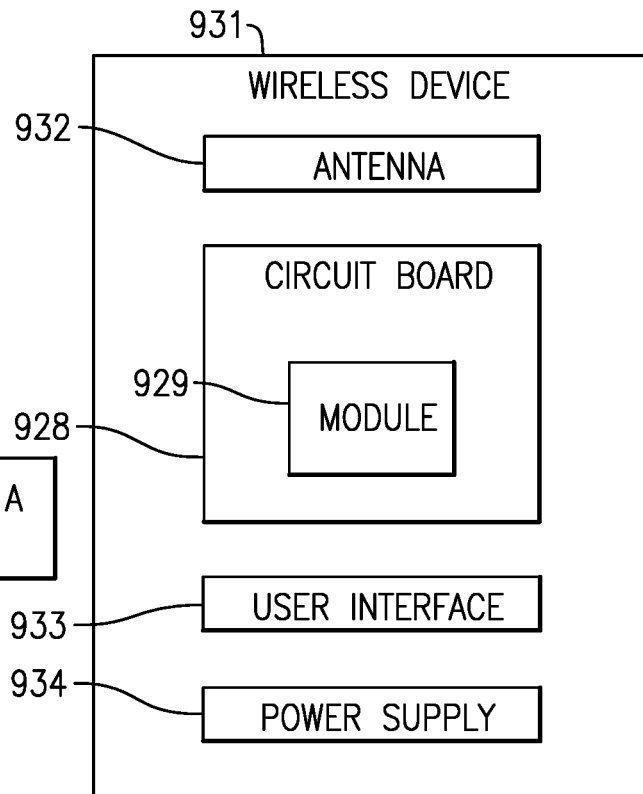 931
WIRELESS DEVICE
932
ANTENNA
CIRCUIT BOARD
929
MODULE
928
A
933
USER INTERFACE
934
POWER SUPPLY